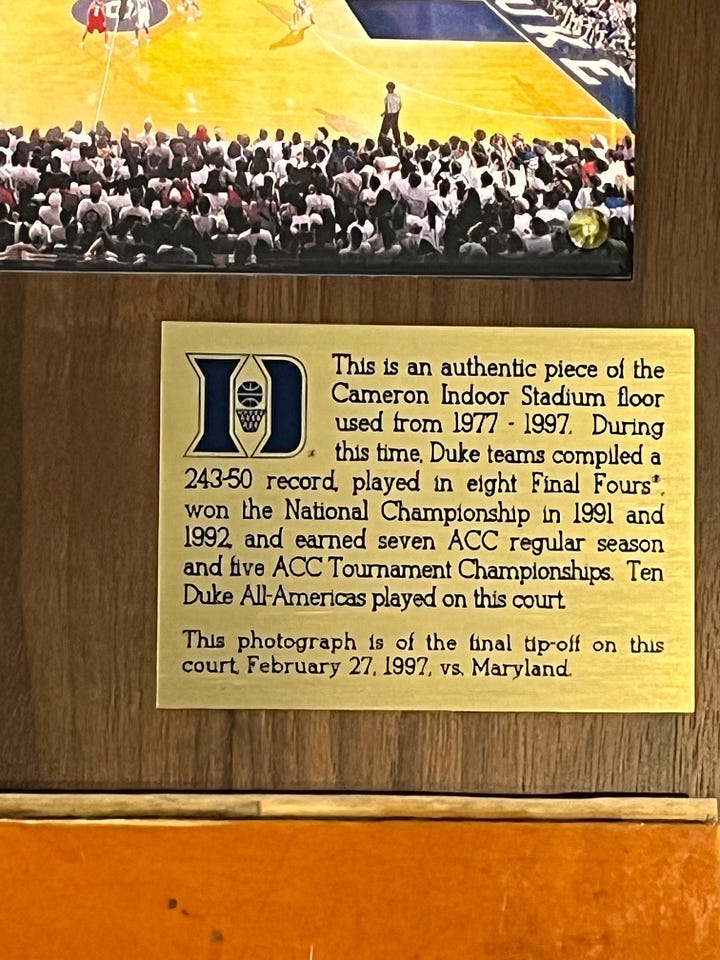 UKE
This is an authentic piece of the
Cameron Indoor Stadium floor
used from 1977 - 1997. During
this time, Duke teams compiled a
243-50 record, played in eight Final Fours®,
won the National Championship in 1991 and
1992, and earned seven ACC regular season
and five ACC Tournament Championships. Ten
Duke All-Americas played on this court.
This photograph is of the final tip-off on this
court, February 27, 1997, vs. Maryland.